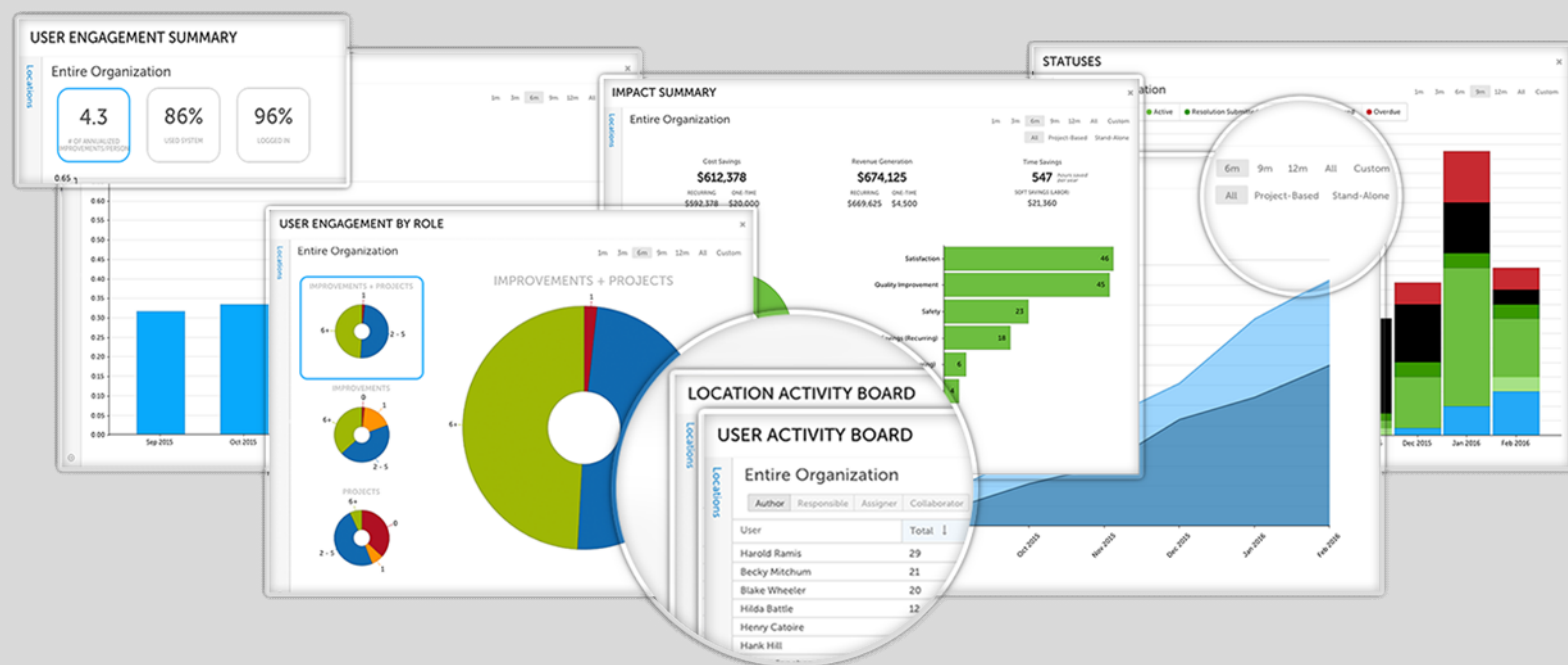 USER ENGAGEMENT SUMMARY
Locations
Entire Organization
4.3
# OF ANNUALIZED
IMPROVEMENTS/PERSON
86%
USED SYSTEM
96%
LOGGED IN
×
1m 3m 6m 9m 12m All
0.65
0.60
0.55
0.50
0.45
0.40
0.35
0.30
0.25
0.20
0.15
0.10
0.05
0.00
Sep 2015 Oct 2015
USER ENGAGEMENT BY ROLE ×
Locations
Entire Organization
1m 3m 6m 9m 12m All Custom
IMPROVEMENTS + PROJECTS
1
6+
2 - 5
IMPROVEMENTS
0
1
6+
2 - 5
PROJECTS
6+
0
2 - 5
1
IMPROVEMENTS + PROJECTS
1
6+
IMPACT SUMMARY ×
Locations
Entire Organization
1m 3m 6m 9m 12m All Custom
All Project-Based Stand-Alone
Cost Savings Revenue Generation Time Savings
$612,378 $674,125 547 hours saved
per year
RECURRING ONE-TIME RECURRING ONE-TIME SOFT SAVINGS (LABOR)
$592,378 $20,000 $669,625 $4,500 $21,360
Satisfaction 46
Quality Improvement 45
Safety 23
(Recurring) 18
6
4
LOCATION ACTIVITY BOARD
Locations
USER ACTIVITY BOARD
Locations
Entire Organization
Author Responsible Assigner Collaborator
User Total ↓
Harold Ramis 29
Becky Mitchum 21
Blake Wheeler 20
Hilda Battle 12
Henry Catoire
Hank Hill
Oct 2015 Nov 2015 Dec 2015 Jan 2016 Feb 2016
STATUSES ×
1m 3m 6m 9m 12m All Custom
Active Resolution Overdue
6m 9m 12m All Custom
All Project-Based Stand-Alone
Dec 2015 Jan 2016 Feb 2016